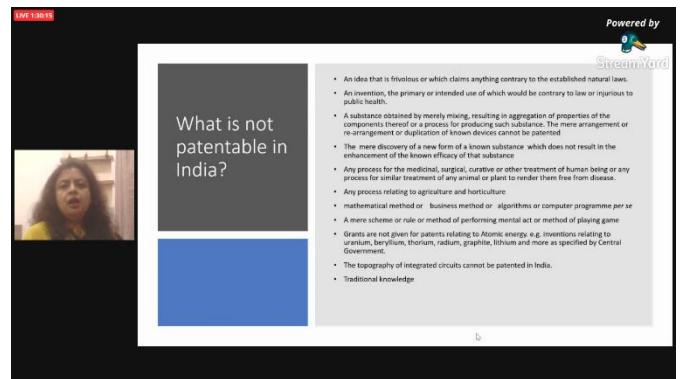 LIVE 1:30:15
Powered by
StreamYard
What is not
patentable in
India?
• An idea that is frivolous or which claims anything contrary to the established natural laws.
• An invention, the primary or intended use of which would be contrary to law or injurious to
public health.
• A substance obtained by merely mixing, resulting in aggregation of properties of the
components thereof or a process for producing such substance. The mere arrangement or
re-arrangement or duplication of known devices cannot be patented
• The mere discovery of a new form of a known substance which does not result in the
enhancement of the known efficacy of that substance
• Any process for the medicinal, surgical, curative or other treatment of human being or any
process for similar treatment of any animal or plant to render them free from disease.
• Any process relating to agriculture and horticulture
• mathematical method or business method or algorithms or computer programme per se
• A mere scheme or rule or method of performing mental act or method of playing game
• Grants are not given for patents relating to Atomic energy. e.g. inventions relating to
uranium, beryllium, thorium, radium, graphite, lithium and more as specified by Central
Government.
• The topography of integrated circuits cannot be patented in India.
• Traditional knowledge